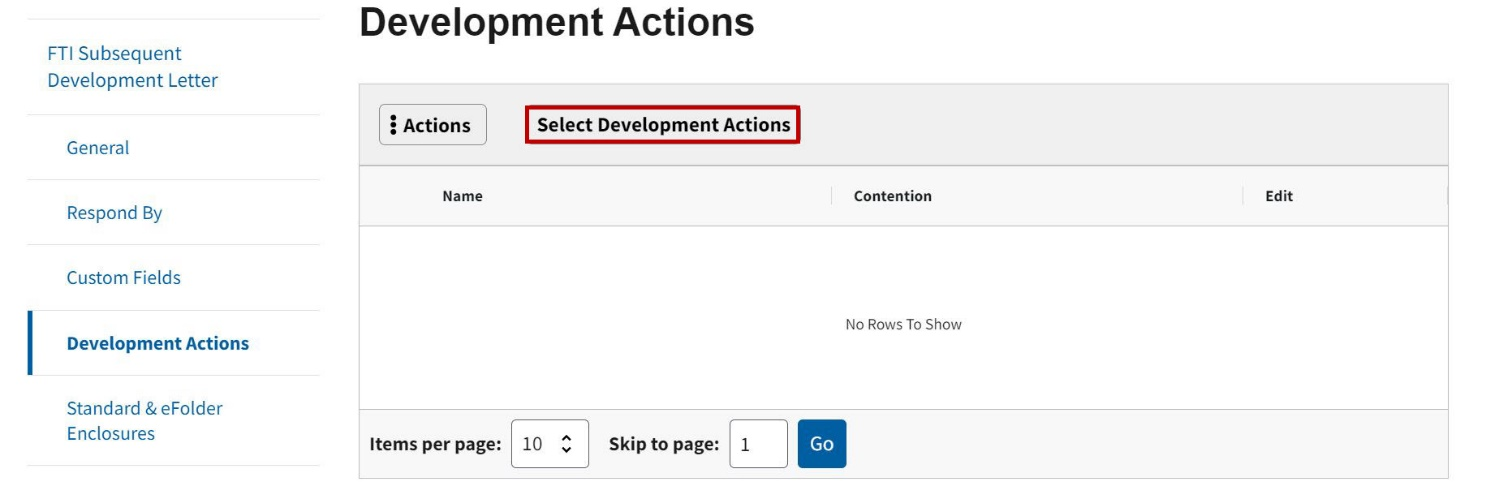 Development Actions
FTI Subsequent
Development Letter
General
Respond By
Custom Fields
Development Actions
Standard & eFolder
Enclosures
Actions
Select Development Actions
Name
Contention
Edit
No Rows To Show
Items per page: 10
Skip to page: 1
Go